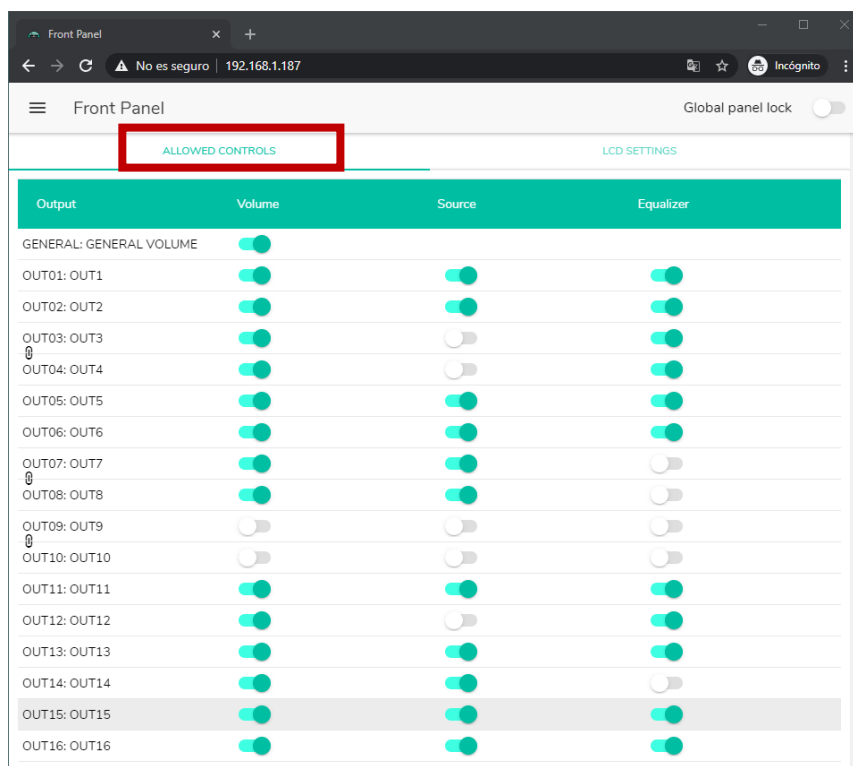 Front Panel
No es seguro | 192.168.1.187
Incógnito
Front Panel
Global panel lock
ALLOWED CONTROLS
LCD SETTINGS
Output Volume Source Equalizer
GENERAL: GENERAL VOLUME
OUT01: OUT1
OUT02: OUT2
OUT03: OUT3
OUT04: OUT4
OUT05: OUT5
OUT06: OUT6
OUT07: OUT7
OUT08: OUT8
OUT09: OUT9
OUT10: OUT10
OUT11: OUT11
OUT12: OUT12
OUT13: OUT13
OUT14: OUT14
OUT15: OUT15
OUT16: OUT16